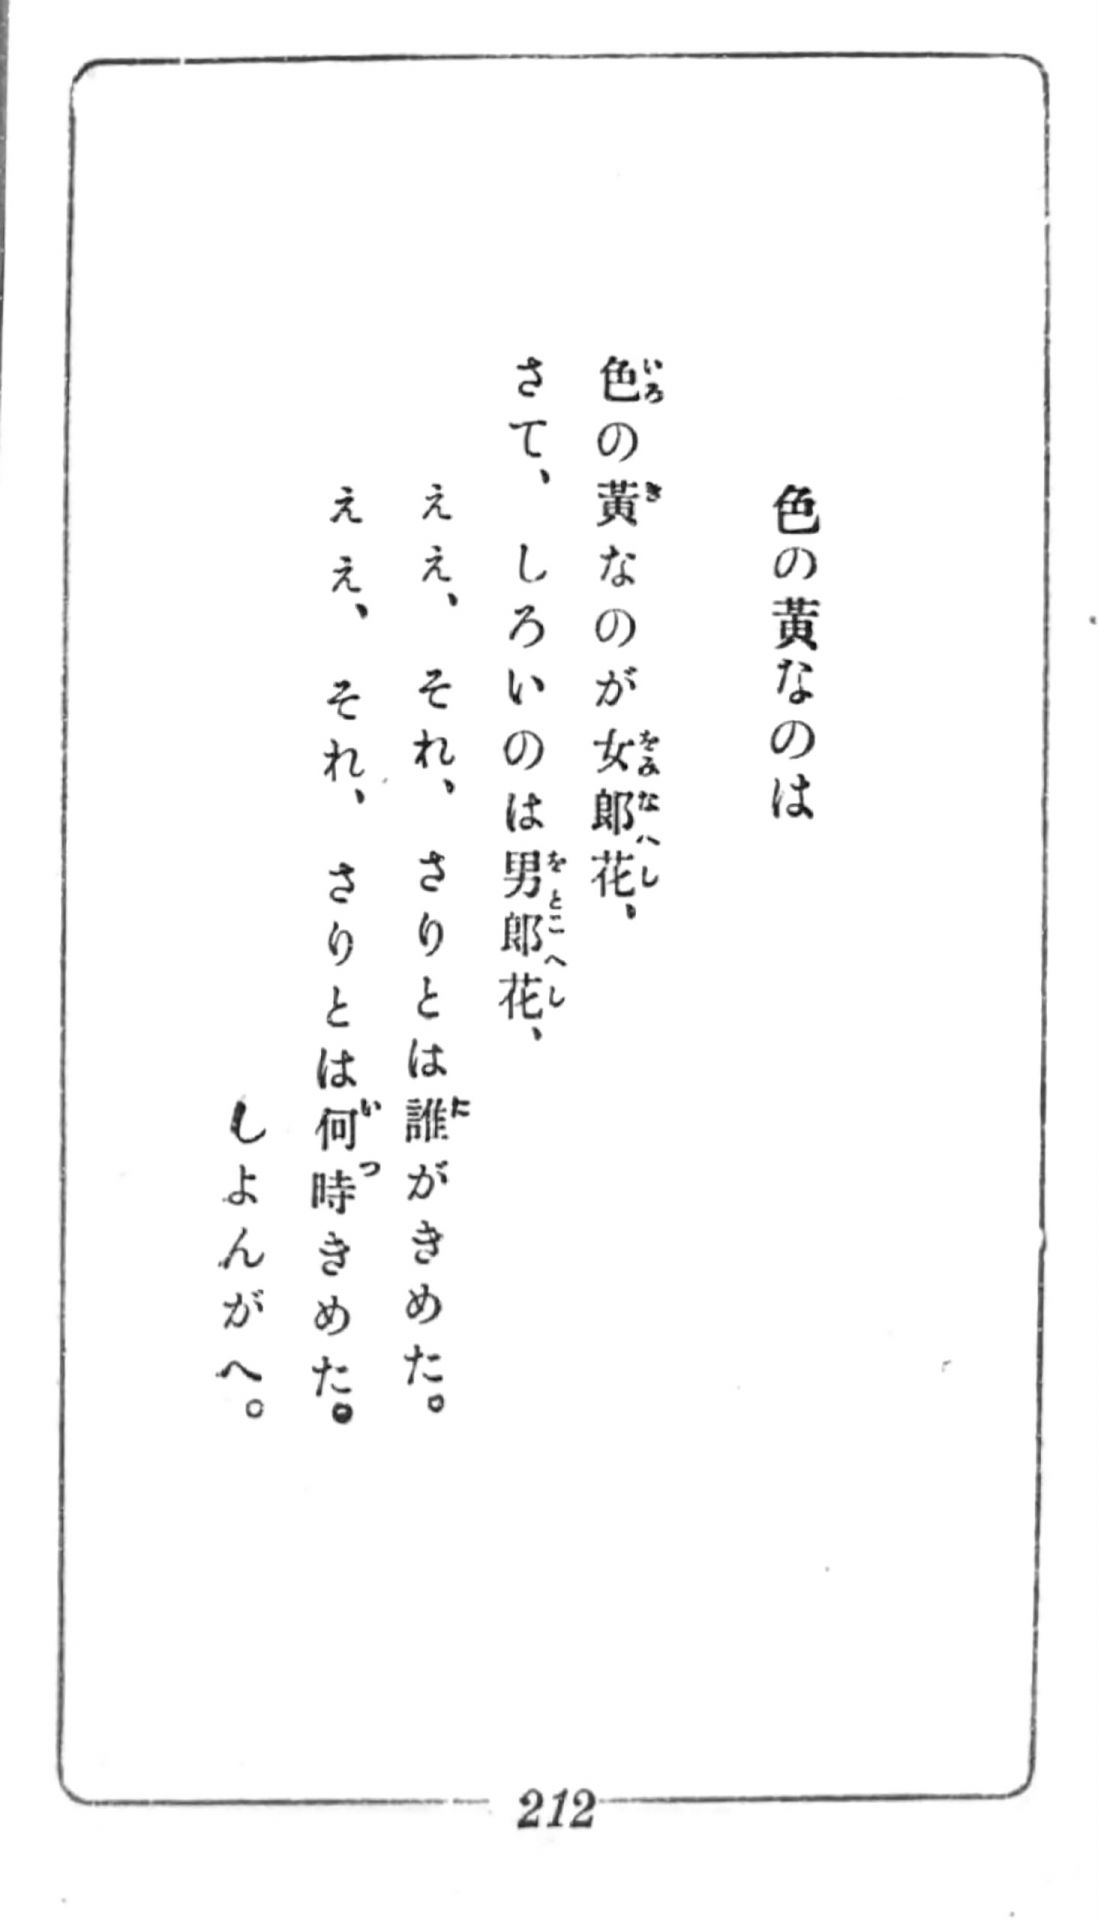 色の黃なのは
色の黃なのが女郎花、
さて、しろいのは男郎花、
ええ、それ、さりとは誰がきめた。
ええ、それ、さりとは何時きめた。
しよんがへ。
212